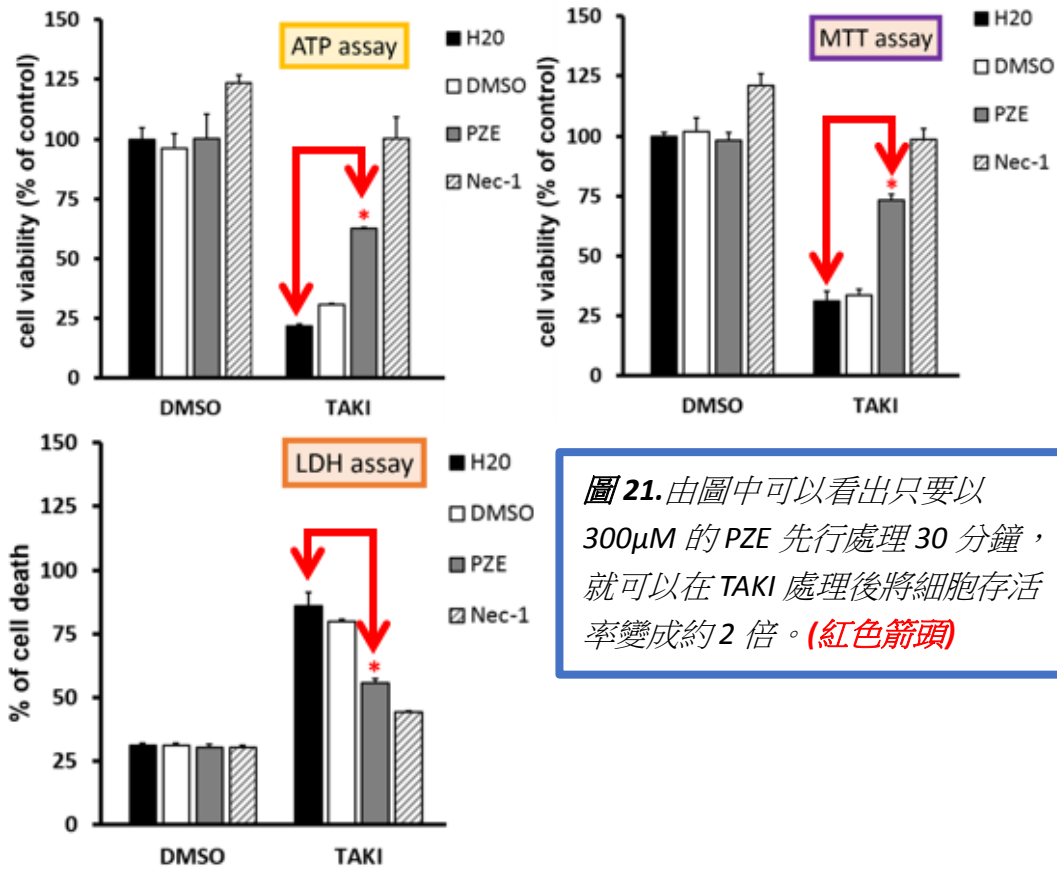 150
125
100
75
50
25
0
cell viability (% of control)
ATP assay
H20
DMSO
PZE
Nec-1
*
DMSO TAKI
150
125
100
75
50
25
0
cell viability (% of control)
MTT assay
H20
DMSO
PZE
Nec-1
*
DMSO TAKI
150
125
100
75
50
25
0
% of cell death
LDH assay
H20
DMSO
PZE
Nec-1
*
DMSO TAKI
圖 21.由圖中可以看出只要以
300μM 的 PZE 先行處理 30 分鐘，
就可以在 TAKI 處理後將細胞存活
率變成約 2 倍。(紅色箭頭)